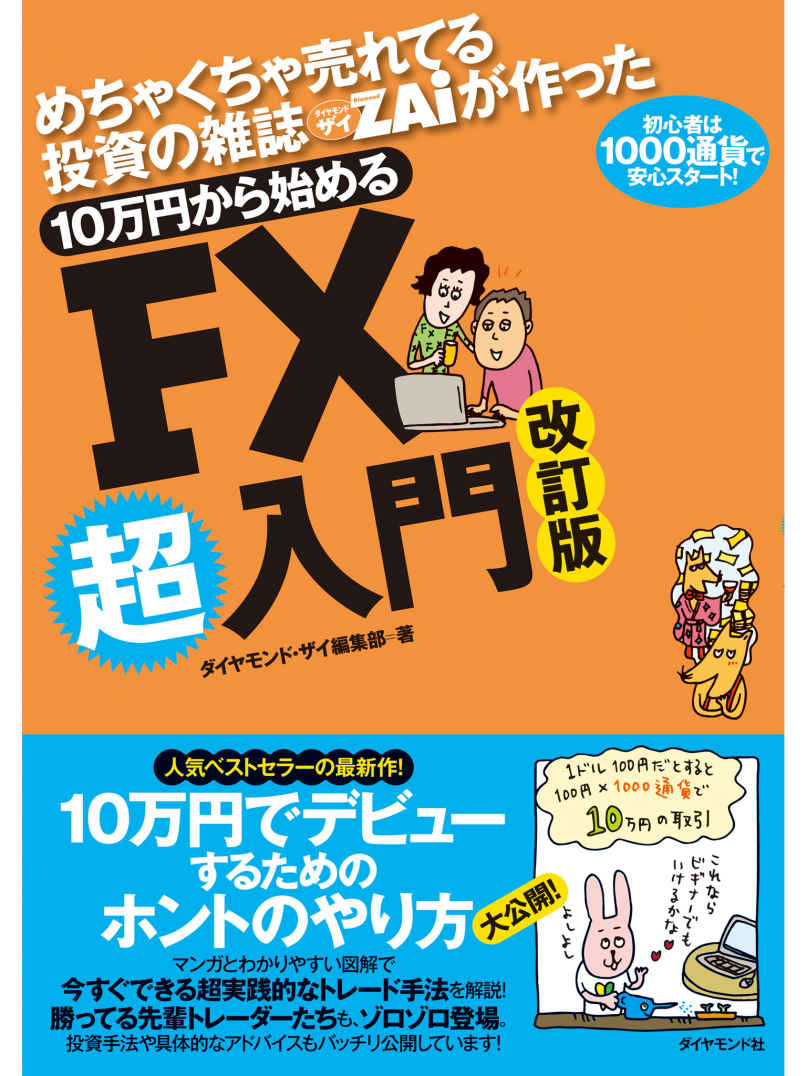 めちゃくちゃ売れてる
投資の雑誌ダイヤモンドザイZAiが作った
初心者は
1000通貨で
安心スタート!
10万円から始める
FX
改訂版
超入門
ダイヤモンド・ザイ編集部=著
人気ベストセラーの最新作!
10万円でデビュー
するための
ホントのやり方
大公開!
マンガとわかりやすい図解で
今すぐできる超実践的なトレード手法を解説!
勝ってる先輩トレーダーたちも、ゾロゾロ登場。
投資手法や具体的なアドバイスもバッチリ公開しています!
1ドル100円だとすると
100円×1000通貨で
10万円の取引
これなら
ビギナーでも
いけるかな
よしよし
ダイヤモンド社